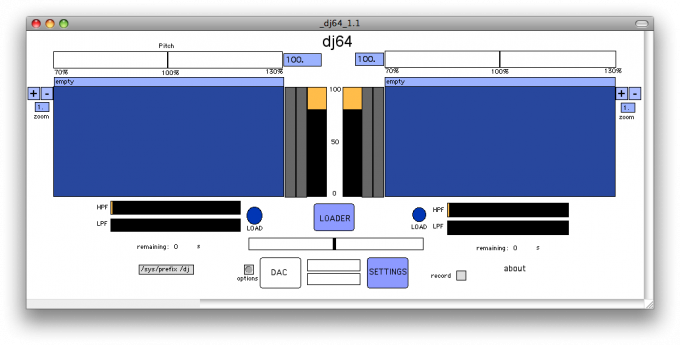 _dj64_1.1
dj64
Pitch
100. 100.
70% 100% 130% 70% 100% 130%
empty empty
+ - 100 + -
1. 1.
zoom zoom
50
0
HPF LOADER HPF
LPF LOAD LOAD LPF
remaining: 0 s remaining: 0 s
/sys/prefix /dj DAC SETTINGS about
options record